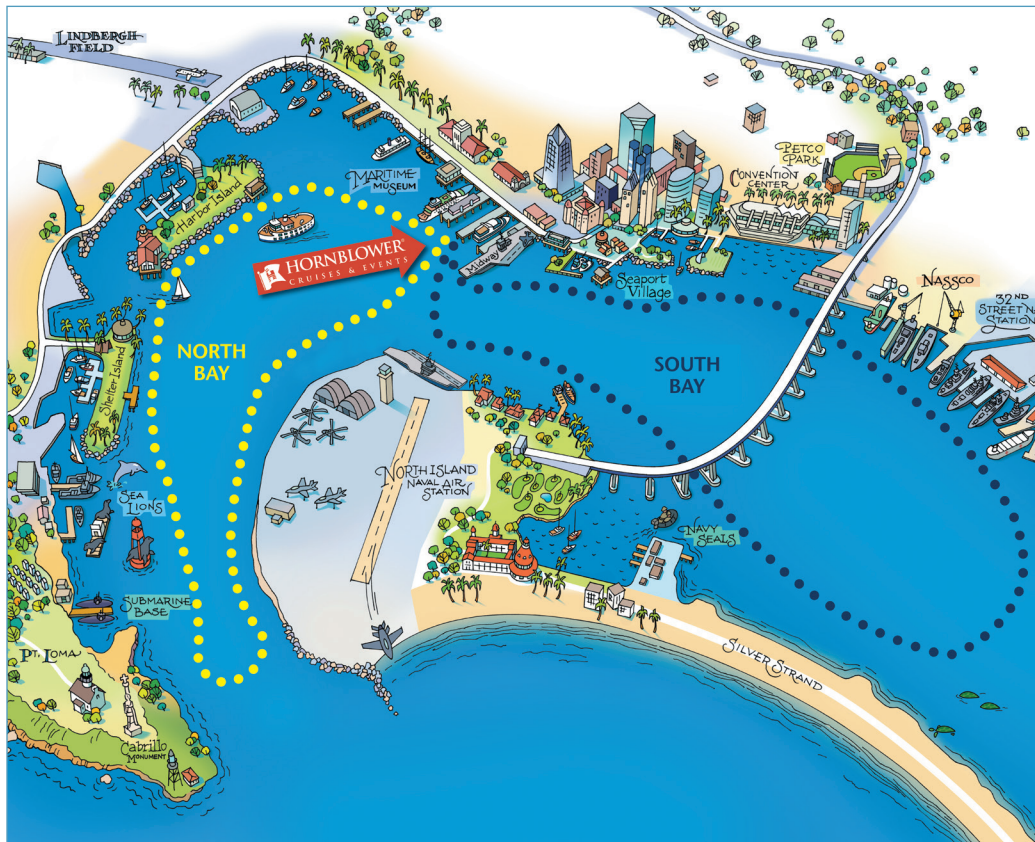 LINDBERGH
FIELD
Harbor Island
MARITIME
MUSEUM
PETCO
PARK
CONVENTION
CENTER
HORNBLOWER®
CRUISES & EVENTS
Midway
SEAPORT
VILLAGE
NASSCO
32ND
STREET
STATION
NORTH
BAY
SOUTH
BAY
Shelter Island
SEA
LIONS
NORTH ISLAND
NAVAL AIR
STATION
NAVY
SEALS
SUBMARINE
BASE
PT. LOMA
SILVER STRAND
Cabrillo
MONUMENT